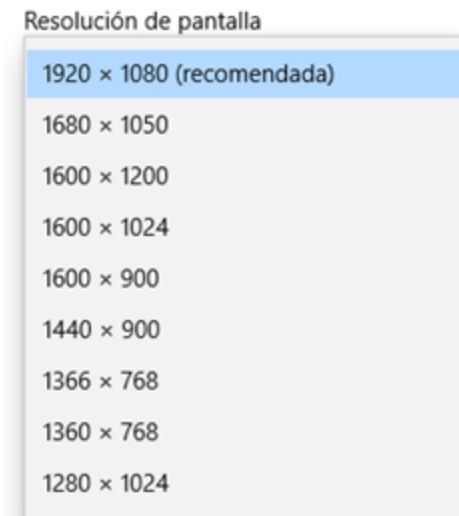 Resolución de pantalla
1920 × 1080 (recomendada)
1680 × 1050
1600 × 1200
1600 × 1024
1600 × 900
1440 × 900
1366 × 768
1360 × 768
1280 × 1024